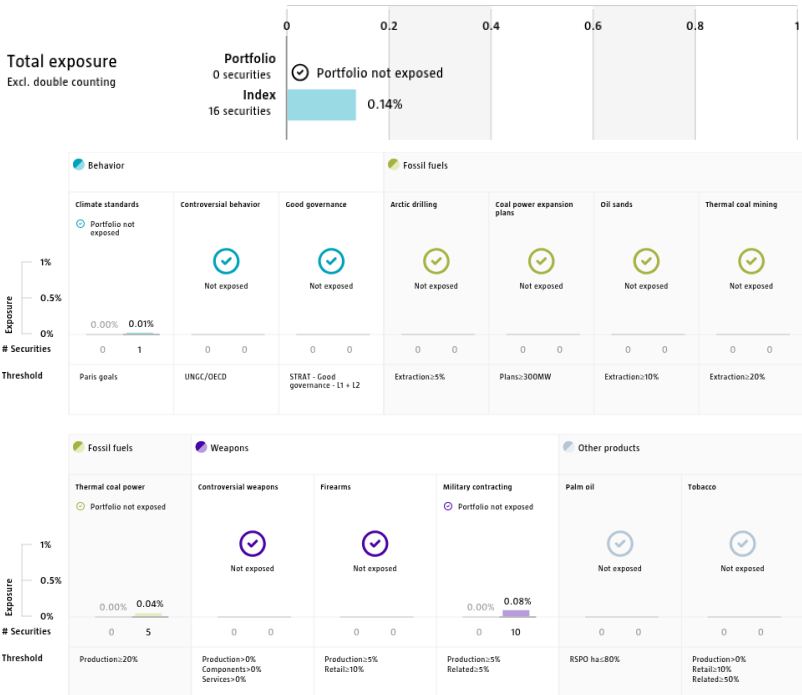 0 0.2 0.4 0.6 0.8 1
Total exposure
Excl. double counting
Portfolio
0 securities
Portfolio not exposed
Index
16 securities
0.14%
Behavior
Fossil fuels
Climate standards
Controversial behavior
Good governance
Arctic drilling
Coal power expansion
plans
Oil sands
Thermal coal mining
Portfolio not
exposed
Not exposed
Not exposed
Not exposed
Not exposed
Not exposed
Not exposed
Exposure
1%
0.5%
0%
0.00% 0.01%
# Securities 0 1 0 0 0 0 0 0 0 0 0 0 0 0
Threshold
Paris goals
UNGC/OECD
STRAT - Good
governance - L1 + L2
Extraction≥5%
Plans≥300MW
Extraction≥10%
Extraction≥20%
Fossil fuels
Weapons
Other products
Thermal coal power
Controversial weapons
Firearms
Military contracting
Palm oil
Tobacco
Portfolio not exposed
Not exposed
Not exposed
Portfolio not exposed
Not exposed
Not exposed
Exposure
1%
0.5%
0%
0.00% 0.04%
0.00% 0.08%
# Securities 0 5 0 0 0 0 0 10 0 0 0 0
Threshold
Production≥20%
Production>0%
Components>0%
Services>0%
Production≥5%
Retail≥10%
Production≥5%
Related≥5%
RSPO ha≤80%
Production>0%
Retail≥10%
Related≥50%